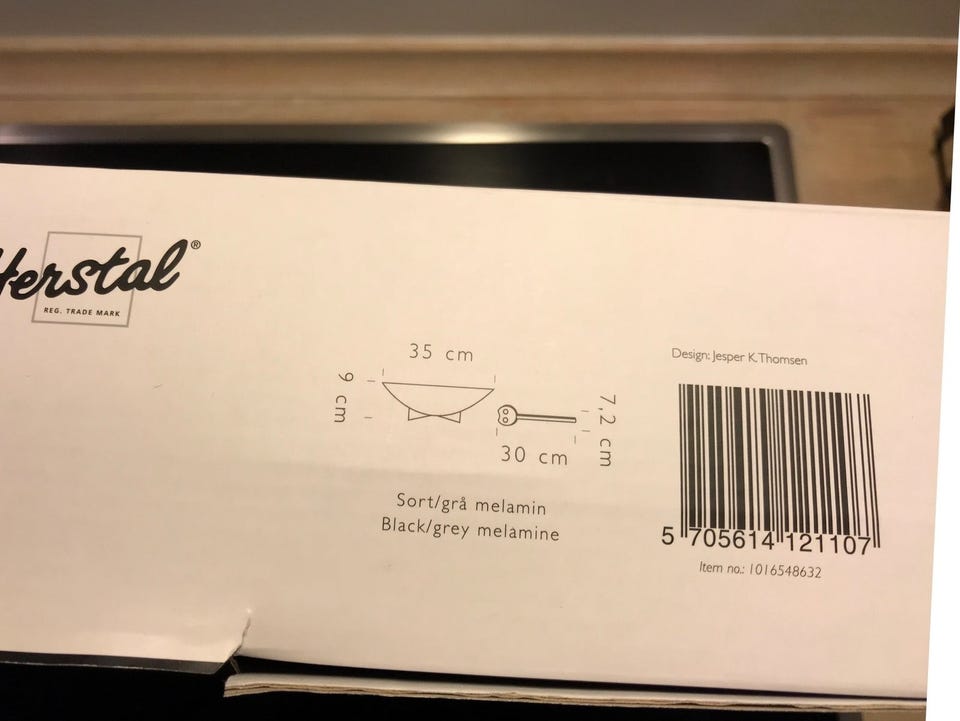 Herstal®
REG. TRADE MARK
35 cm
9 cm
30 cm
7,2 cm
Sort/grå melamin
Black/grey melamine
Design: Jesper K.Thomsen
5 705614 121107
Item no.: 1016548632